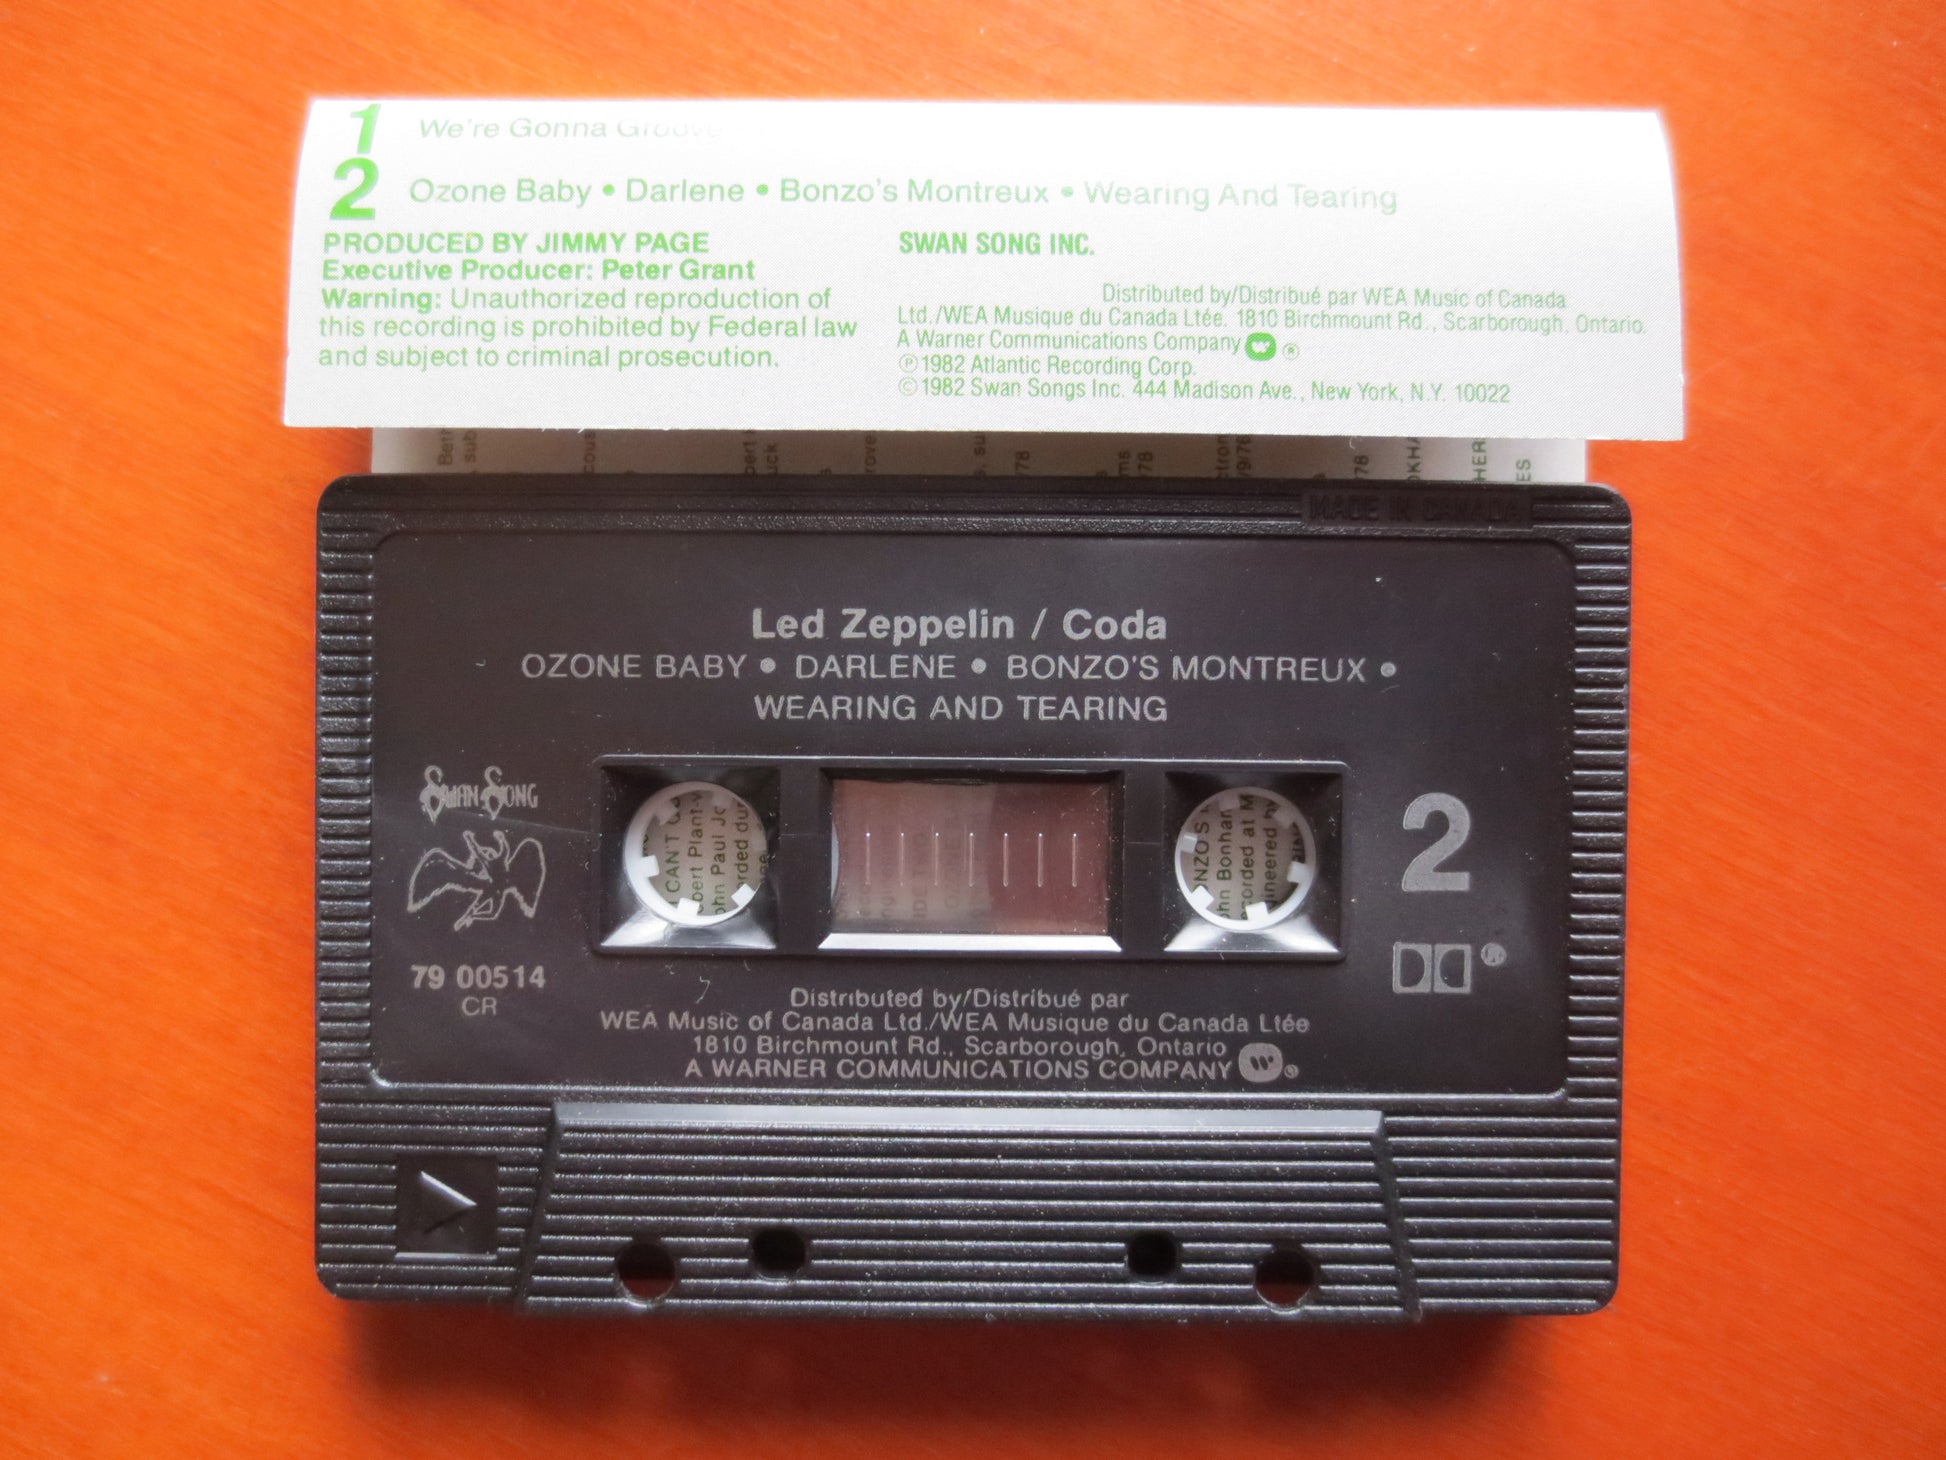 1 We're Gonna Groove
2 Ozone Baby • Darlene • Bonzo's Montreux • Wearing And Tearing
PRODUCED BY JIMMY PAGE
Executive Producer: Peter Grant
Warning: Unauthorized reproduction of
this recording is prohibited by Federal law
and subject to criminal prosecution.
SWAN SONG INC.
Distributed by/Distribué par WEA Music of Canada
Ltd./WEA Musique du Canada Ltée. 1810 Birchmount Rd., Scarborough, Ontario.
A Warner Communications Company ®
℗1982 Atlantic Recording Corp.
©1982 Swan Songs Inc. 444 Madison Ave., New York, N.Y. 10022
MADE IN CANADA
Led Zeppelin / Coda
OZONE BABY • DARLENE • BONZO'S MONTREUX •
WEARING AND TEARING
SWAN SONG
2
79 00514
CR
Distributed by/Distribué par
WEA Music of Canada Ltd./WEA Musique du Canada Ltée
1810 Birchmount Rd., Scarborough, Ontario
A WARNER COMMUNICATIONS COMPANY ®